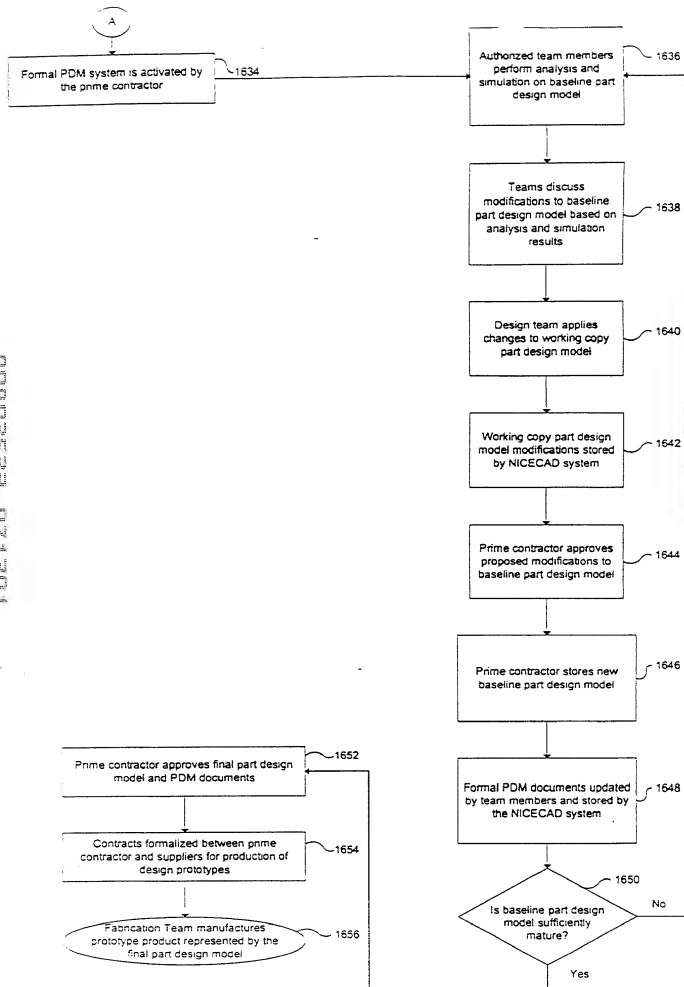 A
Formal PDM system is activated by
the prime contractor
1634
Authorized team members
perform analysis and
simulation on baseline part
design model
1636
Teams discuss
modifications to baseline
part design model based on
analysis and simulation
results
1638
Design team applies
changes to working copy
part design model
1640
Working copy part design
model modifications stored
by NICECAD system
1642
Prime contractor approves
proposed modifications to
baseline part design model
1644
Prime contractor stores new
baseline part design model
1646
Formal PDM documents updated
by team members and stored by
the NICECAD system
1648
Is baseline part design
model sufficiently
mature?
1650
No
Yes
Prime contractor approves final part design
model and PDM documents
1652
Contracts formalized between prime
contractor and suppliers for production of
design prototypes
1654
Fabrication Team manufactures
prototype product represented by the
final part design model
1656